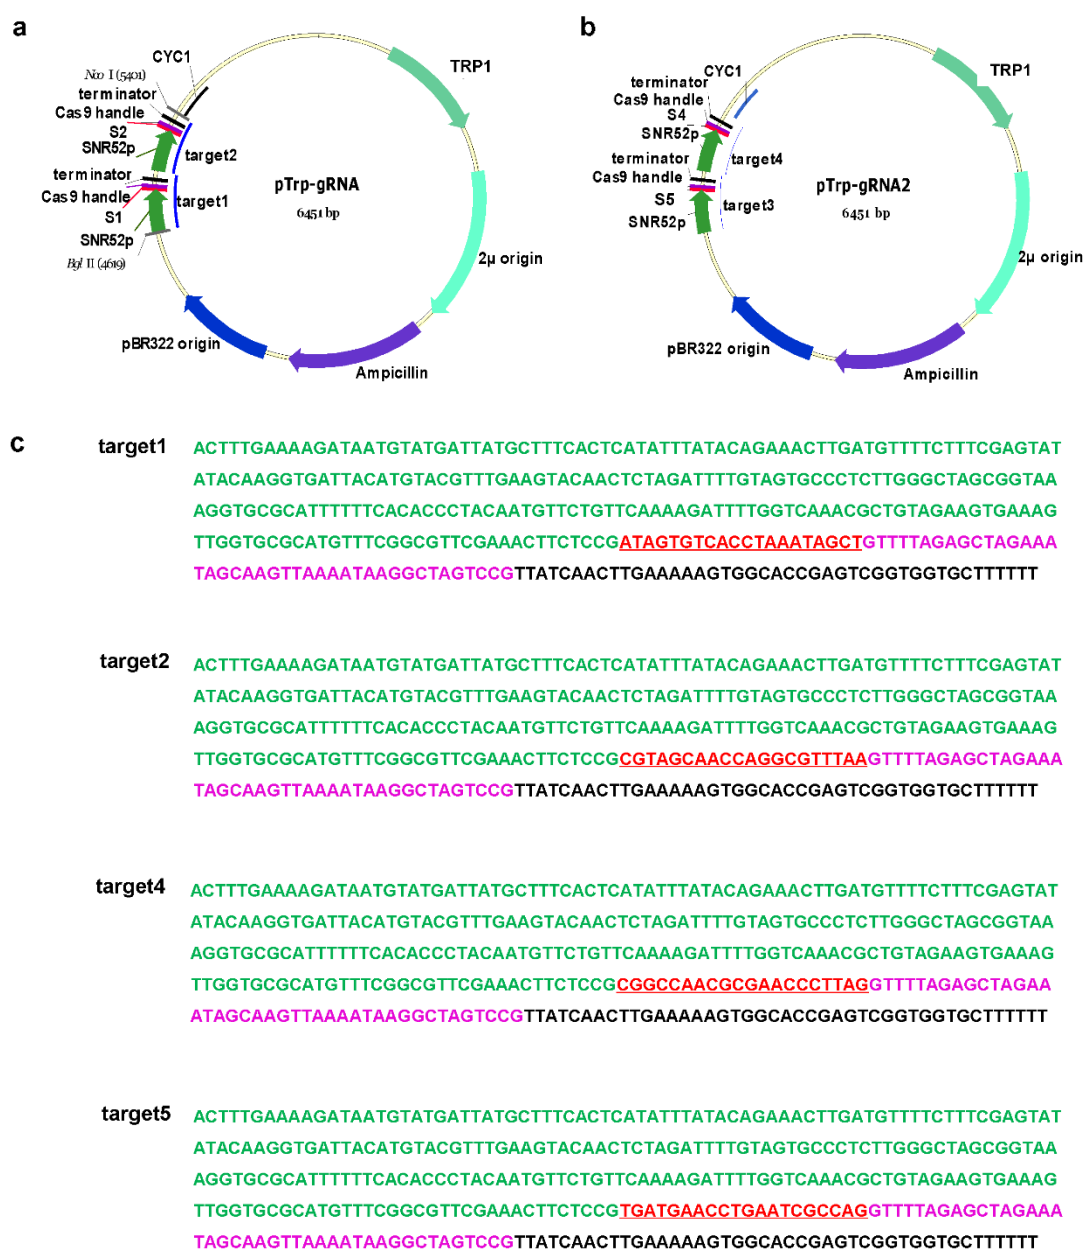 a
CYC1
Nco I (5401)
terminator
Cas9 handle
S2
SNR52p
target2
terminator
Cas9 handle
target1
S1
SNR52p
Bgl II (4619)
TRP1
pTrp-gRNA
6451 bp
2μ origin
pBR322 origin
Ampicillin
b
CYC1
terminator
Cas9 handle
S4_
SNR52p
target4
terminator
Cas9 handle
S5
target3
SNR52p
TRP1
pTrp-gRNA2
6451 bp
2μ origin
pBR322 origin
Ampicillin
c
target1 ACTTTGAAAAGATAATGTATGATTATGCTTTCACTCATATTTATACAGAAACTTGATGTTTTCTTTCGAGTAT
ATACAAGGTGATTACATGTACGTTTGAAGTACAACTCTAGATTTTGTAGTGCCCTCTTGGGCTAGCGGTAA
AGGTGCGCATTTTTTCACACCCTACAATGTTCTGTTCAAAAGATTTTGGTCAAACGCTGTAGAAGTGAAAG
TTGGTGCGCATGTTTCGGCGTTCGAAACTTCTCCGATAGTGTCACCTAAATAGCTGTTTTAGAGCTAGAAA
TAGCAAGTTAAAATAAGGCTAGTCCGTTATCAACTTGAAAAAGTGGCACCGAGTCGGTGGTGCTTTTTT
target2 ACTTTGAAAAGATAATGTATGATTATGCTTTCACTCATATTTATACAGAAACTTGATGTTTTCTTTCGAGTAT
ATACAAGGTGATTACATGTACGTTTGAAGTACAACTCTAGATTTTGTAGTGCCCTCTTGGGCTAGCGGTAA
AGGTGCGCATTTTTTCACACCCTACAATGTTCTGTTCAAAAGATTTTGGTCAAACGCTGTAGAAGTGAAAG
TTGGTGCGCATGTTTCGGCGTTCGAAACTTCTCCGCGTAGCAACCAGGCGTTTAAGTTTTAGAGCTAGAAA
TAGCAAGTTAAAATAAGGCTAGTCCGTTATCAACTTGAAAAAGTGGCACCGAGTCGGTGGTGCTTTTTT
target4 ACTTTGAAAAGATAATGTATGATTATGCTTTCACTCATATTTATACAGAAACTTGATGTTTTCTTTCGAGTAT
ATACAAGGTGATTACATGTACGTTTGAAGTACAACTCTAGATTTTGTAGTGCCCTCTTGGGCTAGCGGTAA
AGGTGCGCATTTTTTCACACCCTACAATGTTCTGTTCAAAAGATTTTGGTCAAACGCTGTAGAAGTGAAAG
TTGGTGCGCATGTTTCGGCGTTCGAAACTTCTCCGCGGCCAACGCGAACCCTTAGGTTTTAGAGCTAGAA
ATAGCAAGTTAAAATAAGGCTAGTCCGTTATCAACTTGAAAAAGTGGCACCGAGTCGGTGGTGCTTTTTT
target5 ACTTTGAAAAGATAATGTATGATTATGCTTTCACTCATATTTATACAGAAACTTGATGTTTTCTTTCGAGTAT
ATACAAGGTGATTACATGTACGTTTGAAGTACAACTCTAGATTTTGTAGTGCCCTCTTGGGCTAGCGGTAA
AGGTGCGCATTTTTTCACACCCTACAATGTTCTGTTCAAAAGATTTTGGTCAAACGCTGTAGAAGTGAAAG
TTGGTGCGCATGTTTCGGCGTTCGAAACTTCTCCGTGATGAACCTGAATCGCCAGGTTTTAGAGCTAGAAA
TAGCAAGTTAAAATAAGGCTAGTCCGTTATCAACTTGAAAAAGTGGCACCGAGTCGGTGGTGCTTTTTT